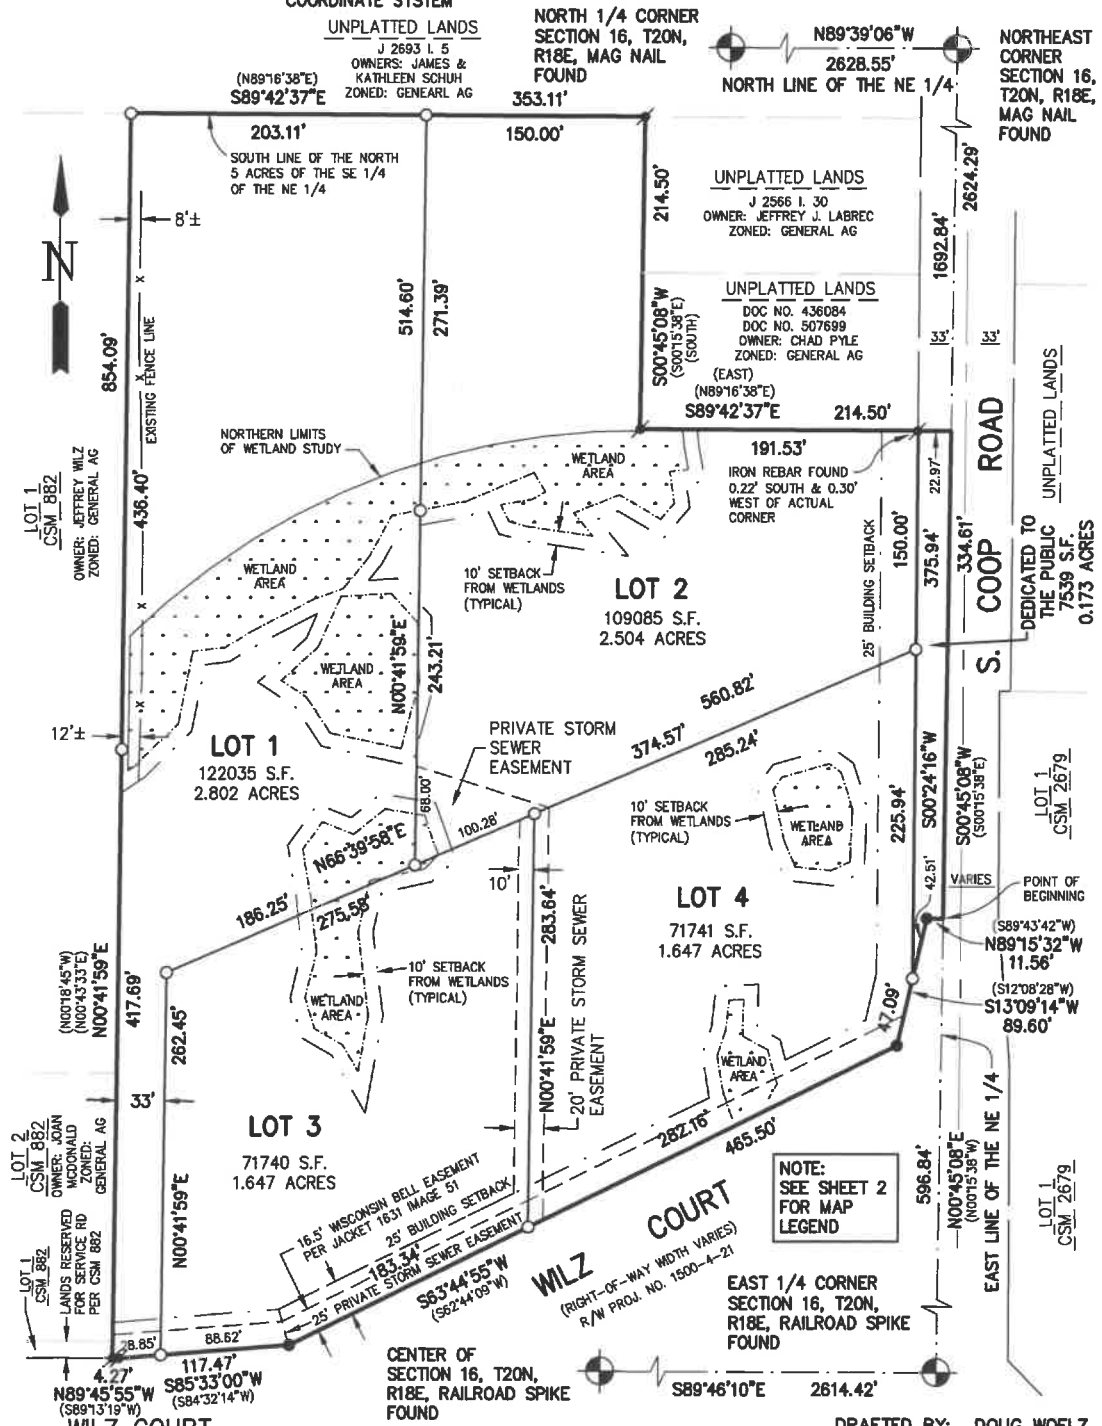 COORDINATE SYSTEM
UNPLATTED LANDS
J 2693 I. 5
OWNERS: JAMES &
KATHLEEN SCHUH
ZONED: GENEARL AG
NORTH 1/4 CORNER
SECTION 16, T20N,
R18E, MAG NAIL
FOUND
N89°39'06"W
2628.55'
NORTH LINE OF THE NE 1/4
NORTHEAST
CORNER
SECTION 16,
T20N, R18E,
MAG NAIL
FOUND
(N89°16'38"E)
S89°42'37"E
353.11'
203.11'
150.00'
SOUTH LINE OF THE NORTH
5 ACRES OF THE SE 1/4
OF THE NE 1/4
8'±
N
214.50'
UNPLATTED LANDS
J 2566 I. 30
OWNER: JEFFREY J. LABREC
ZONED: GENERAL AG
2624.29'
1692.84'
UNPLATTED LANDS
DOC NO. 436084
DOC NO. 507699
OWNER: CHAD PYLE
ZONED: GENERAL AG
33'
33'
514.60'
271.39'
S00°45'08"W
(S00°15'38"E)
(SOUTH)
854.09'
EXISTING FENCE LINE
(EAST)
(N89°16'38"E)
S89°42'37"E
214.50'
191.53'
NORTHERN LIMITS
OF WETLAND STUDY
WETLAND
AREA
IRON REBAR FOUND
0.22' SOUTH & 0.30'
WEST OF ACTUAL
CORNER
22.97'
UNPLATTED LANDS
S. COOP ROAD
LOT 1
CSM 882
OWNER: JEFFREY WILZ
ZONED: GENERAL AG
436.40'
WETLAND
AREA
10' SETBACK
FROM WETLANDS
(TYPICAL)
LOT 2
109085 S.F.
2.504 ACRES
25' BUILDING SETBACK
150.00'
375.94'
334.61'
DEDICATED TO
THE PUBLIC
7539 S.F.
0.173 ACRES
WETLAND
AREA
N00°41'59"E
243.21'
560.82'
374.57'
285.24'
12'±
LOT 1
122035 S.F.
2.802 ACRES
PRIVATE STORM
SEWER
EASEMENT
68.00'
100.28'
10' SETBACK
FROM WETLANDS
(TYPICAL)
WETLAND
AREA
225.94'
S00°24'16"W
S00°45'08"W
(S00°15'38"E)
LOT 1
CSM 2679
N66°39'58"E
186.25'
275.58'
10'
283.64'
LOT 4
71741 S.F.
1.647 ACRES
42.51'
VARIES
POINT OF
BEGINNING
(S89°43'42"W)
N89°15'32"W
11.56'
(S12°08'28"W)
S13°09'14"W
89.60'
(N00°18'45"W)
(N00°43'33"E)
N00°41'59"E
417.69'
262.45'
10' SETBACK
FROM WETLANDS
(TYPICAL)
WETLAND
AREA
N00°41'59"E
20' PRIVATE STORM SEWER
EASEMENT
WETLAND
AREA
47.09'
33'
LOT 3
71740 S.F.
1.647 ACRES
282.16'
465.50'
LOT 2
CSM 882
OWNER: JOAN
MCDONALD
ZONED:
GENERAL AG
N00°41'59"E
NOTE:
SEE SHEET 2
FOR MAP
LEGEND
596.84'
N00°45'08"E
(N00°15'38"W)
EAST LINE OF THE NE 1/4
LOT 1
CSM 2679
16.5' WISCONSIN BELL EASEMENT
PER JACKET 1631 IMAGE 51
25' BUILDING SETBACK
183.34'
25' PRIVATE STORM SEWER EASEMENT
S63°44'55"W
(S62°44'09"W)
WILZ COURT
(RIGHT-OF-WAY WIDTH VARIES)
R/W PROJ. NO. 1500-4-21
LOT 1
CSM 882
LANDS RESERVED
FOR SERVICE RD
PER CSM 882
28.85'
88.62'
4.27'
117.47'
N89°45'55"W
(S89°13'19"W)
S85°33'00"W
(S84°32'14"W)
CENTER OF
SECTION 16, T20N,
R18E, RAILROAD SPIKE
FOUND
EAST 1/4 CORNER
SECTION 16, T20N,
R18E, RAILROAD SPIKE
FOUND
S89°46'10"E
2614.42'
WILZ COURT
DRAFTED BY: DOUG WOELZ